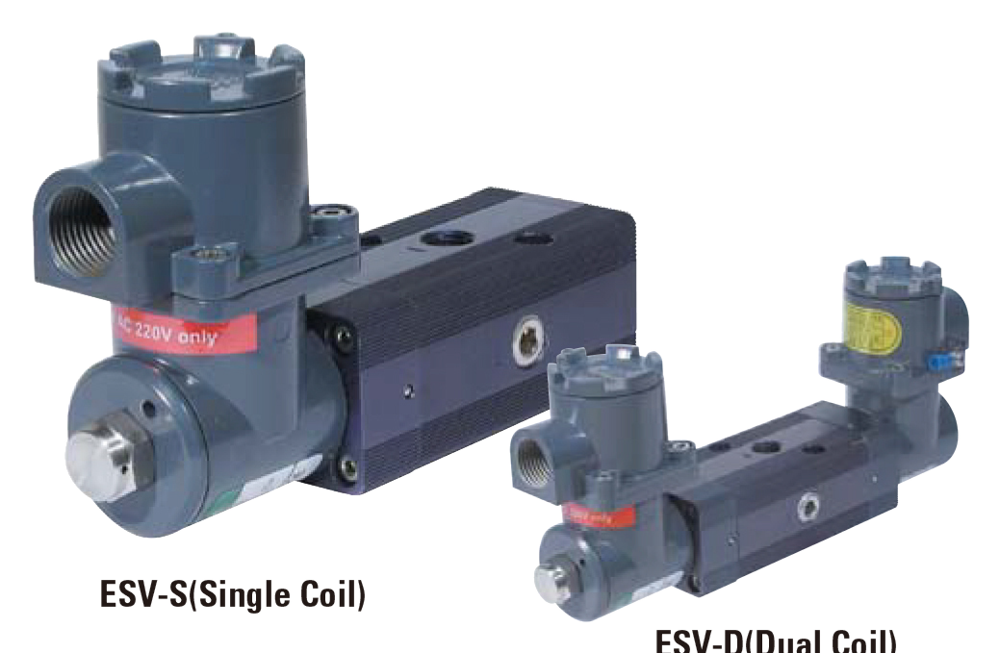 AC 220V only
ESV-S(Single Coil)
only
ESV-D(Dual Coil)